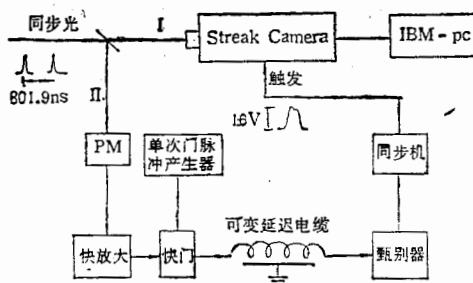 同步光
I
Streak Camera
IBM-pc
801.9ns
II.
触发
1.6V
PM
单次门脉
冲产生器
同步机
可变延迟电缆
快放大
快门
甄别器